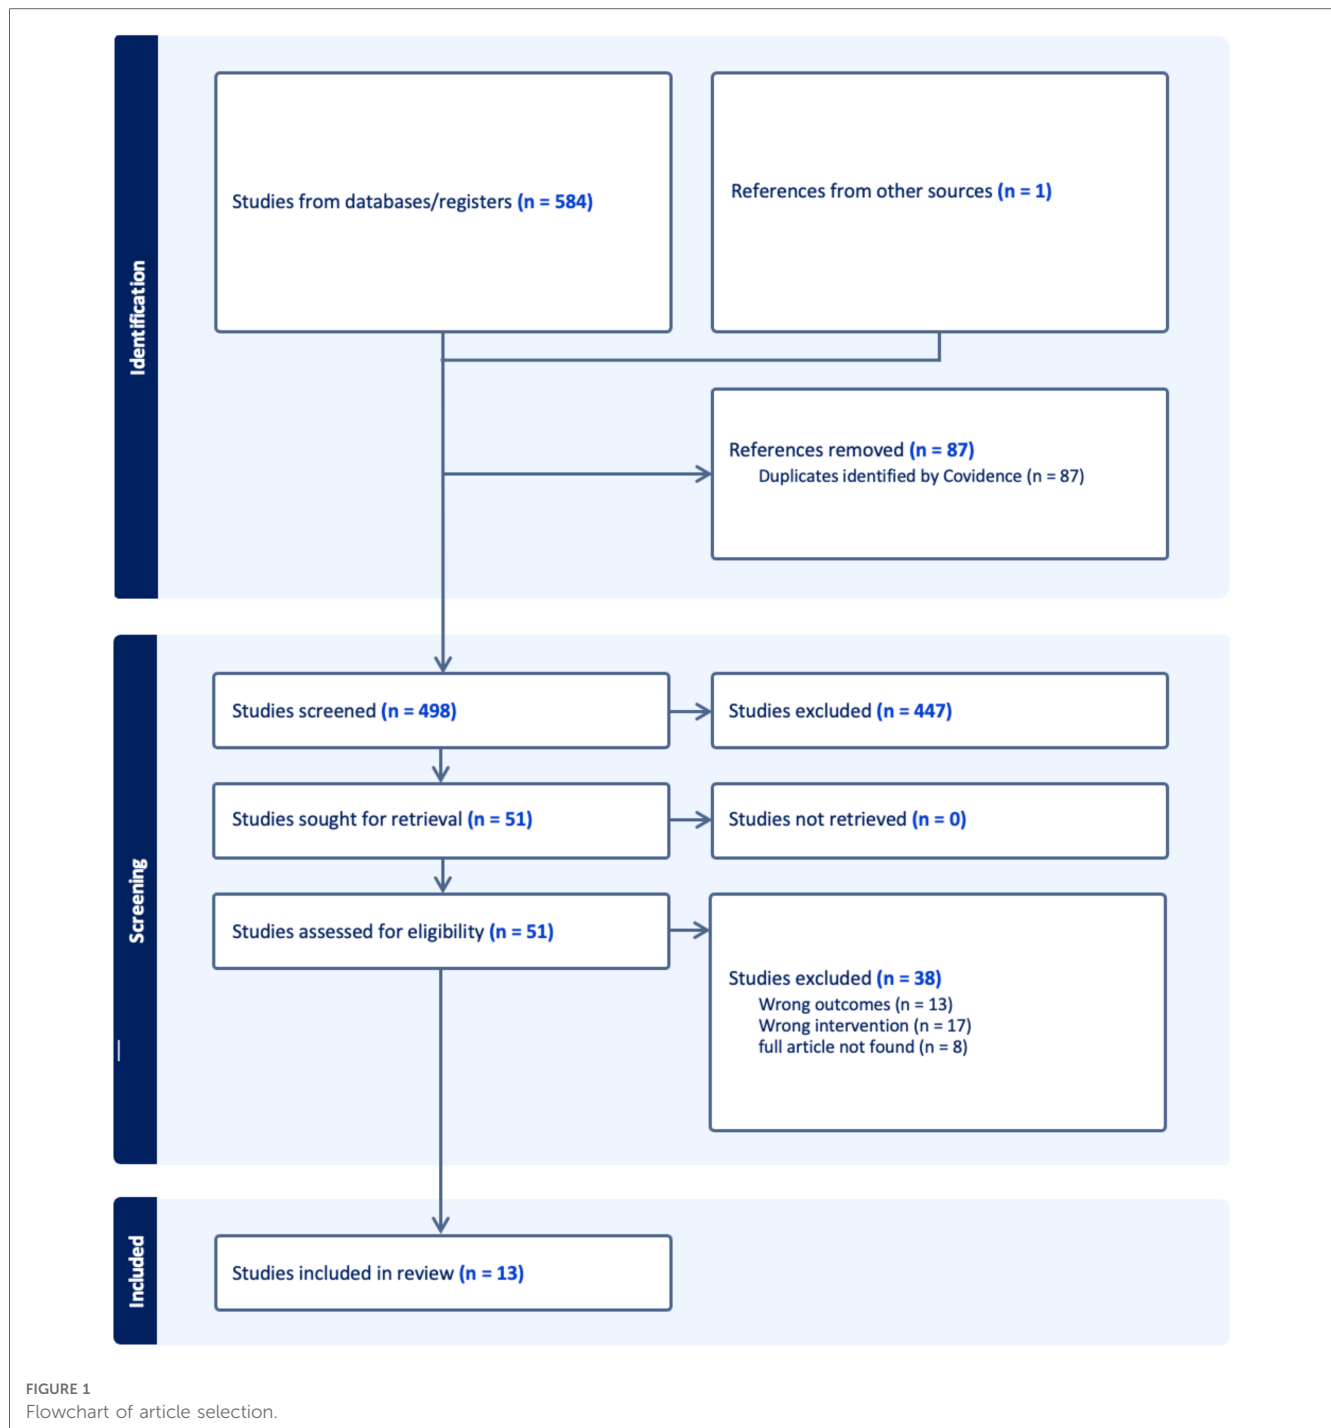 Identification
Studies from databases/registers (n = 584)
References from other sources (n = 1)
References removed (n = 87)
Duplicates identified by Covidence (n = 87)
Screening
Studies screened (n = 498)
Studies excluded (n = 447)
Studies sought for retrieval (n = 51)
Studies not retrieved (n = 0)
Studies assessed for eligibility (n = 51)
Studies excluded (n = 38)
Wrong outcomes (n = 13)
Wrong intervention (n = 17)
full article not found (n = 8)
Included
Studies included in review (n = 13)
FIGURE 1
Flowchart of article selection.